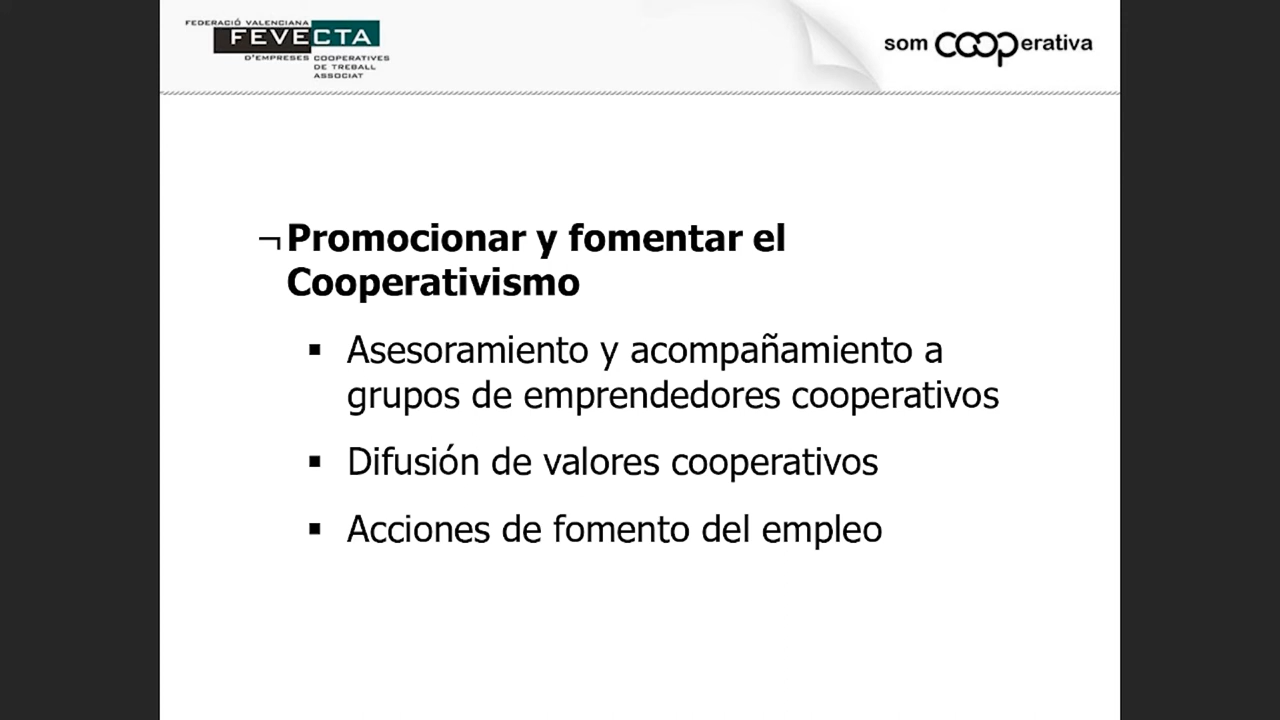 FEDERACIÓ VALENCIANA
FEVECTA
D'EMPRESES COOPERATIVES
DE TREBALL
ASSOCIAT
som COOPerativa
¬ Promocionar y fomentar el
Cooperativismo
▪ Asesoramiento y acompañamiento a
grupos de emprendedores cooperativos
▪ Difusión de valores cooperativos
▪ Acciones de fomento del empleo